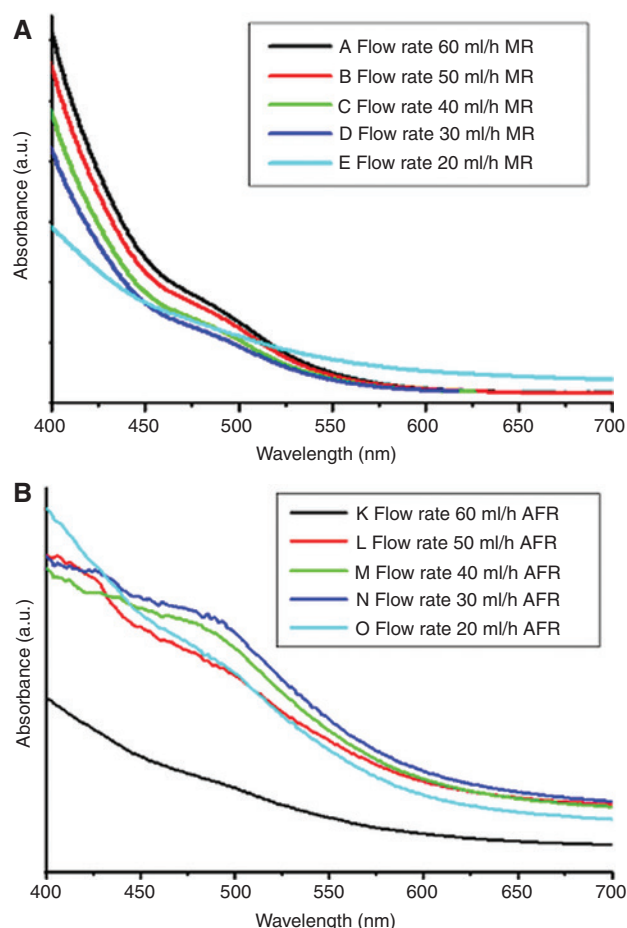 A
A Flow rate 60 ml/h MR
B Flow rate 50 ml/h MR
C Flow rate 40 ml/h MR
D Flow rate 30 ml/h MR
E Flow rate 20 ml/h MR
Absorbance (a.u.)
400 450 500 550 600 650 700
Wavelength (nm)
B
K Flow rate 60 ml/h AFR
L Flow rate 50 ml/h AFR
M Flow rate 40 ml/h AFR
N Flow rate 30 ml/h AFR
O Flow rate 20 ml/h AFR
Absorbance (a.u.)
400 450 500 550 600 650 700
Wavelength (nm)